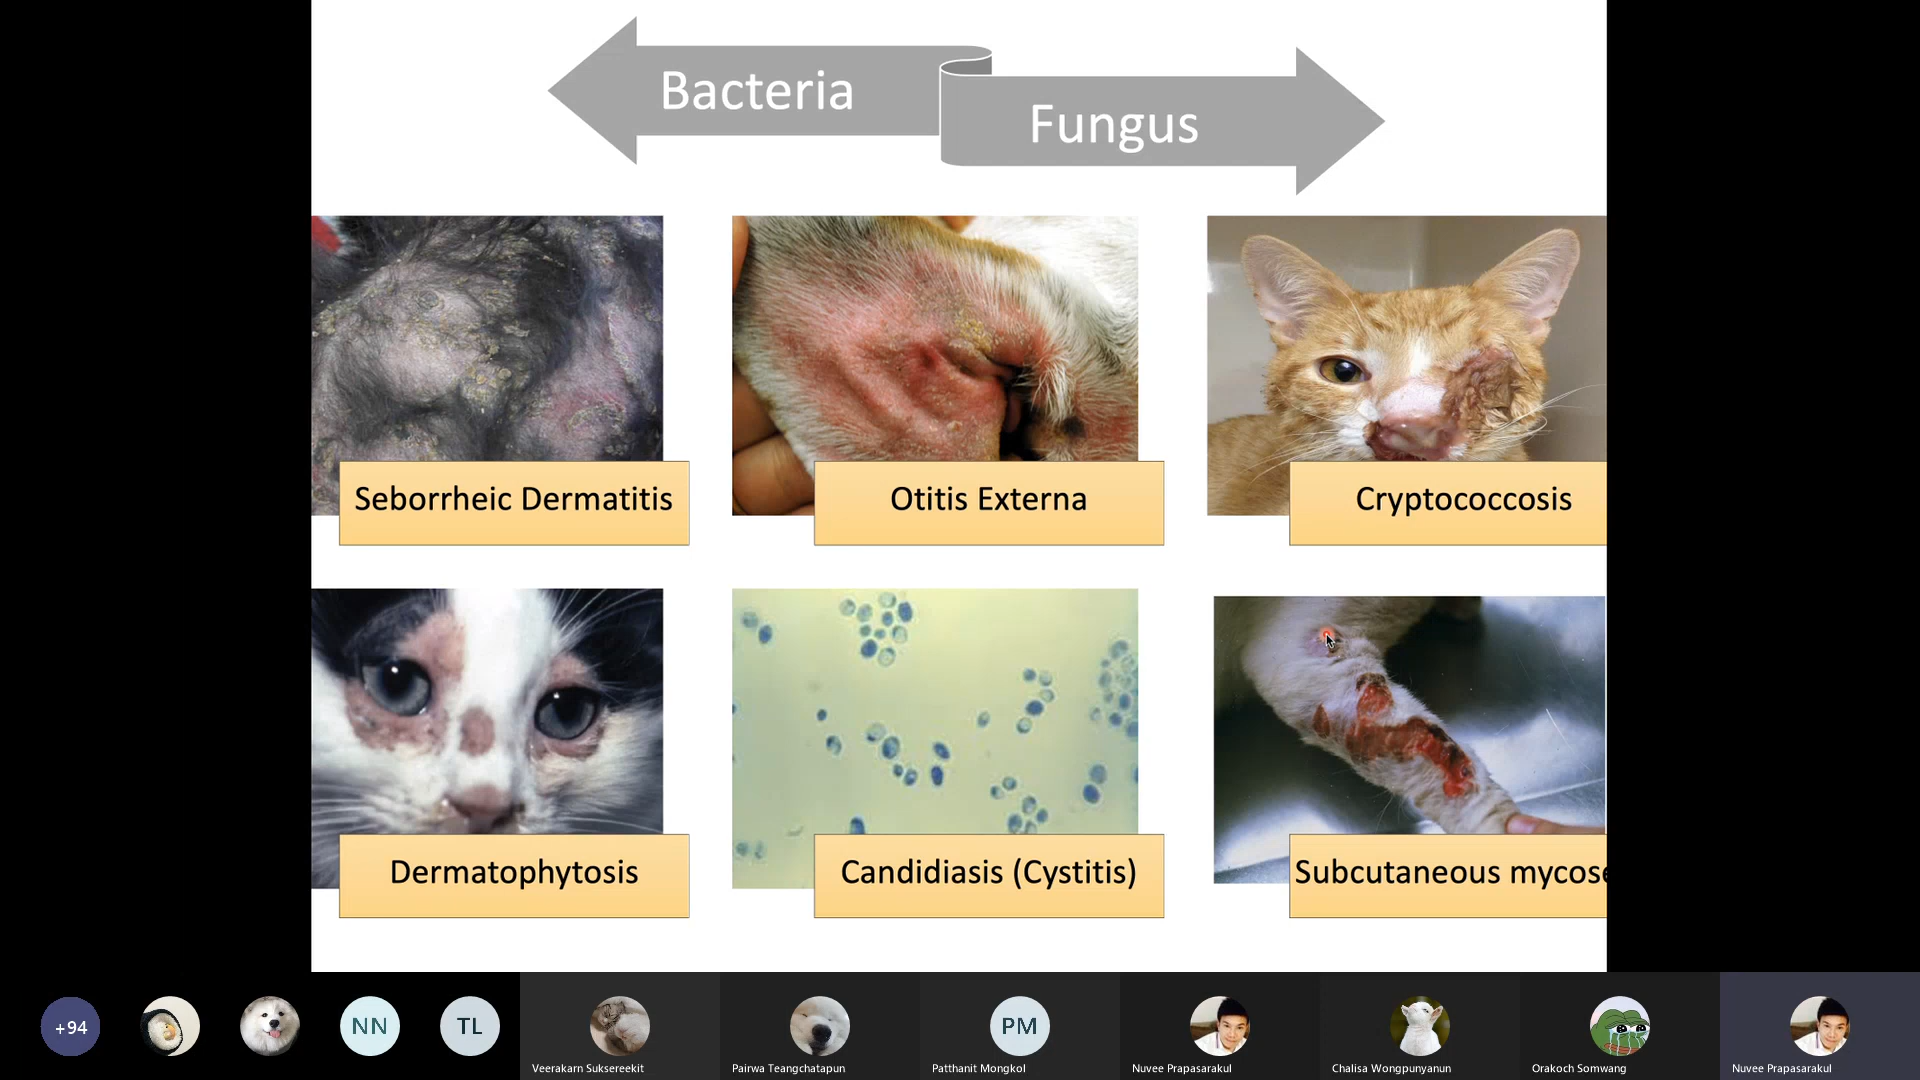 Bacteria
Fungus
Seborrheic Dermatitis
Otitis Externa
Cryptococcosis
Dermatophytosis
Candidiasis (Cystitis)
Subcutaneous mycose
+94
NN
TL
PM
Veerakarn Suksereekit
Pairwa Teangchatapun
Patthanit Mongkol
Nuvee Prapasarakul
Chalisa Wongpunyanun
Orakoch Somwang
Nuvee Prapasarakul